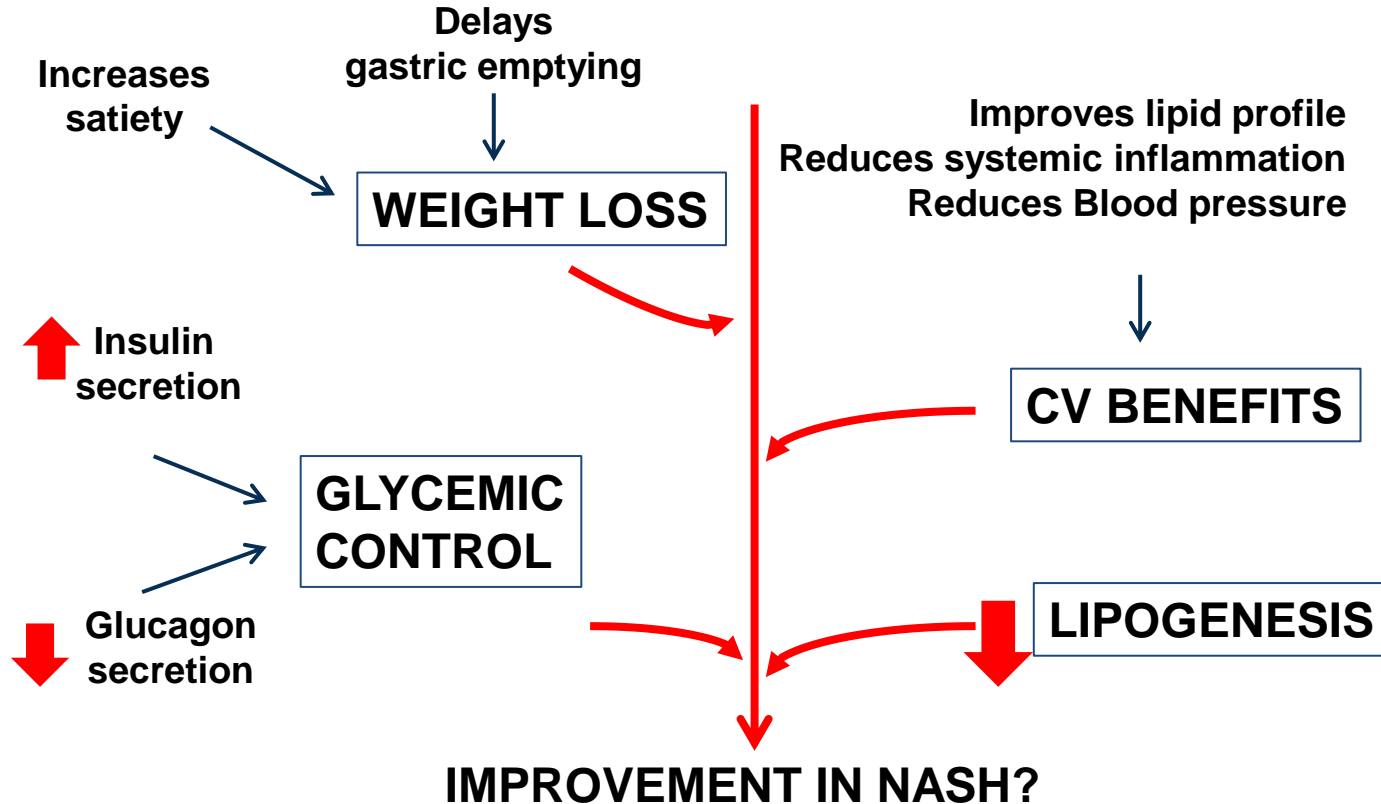 Delays
gastric emptying
Increases
satiety
WEIGHT LOSS
Improves lipid profile
Reduces systemic inflammation
Reduces Blood pressure
Insulin
secretion
CV BENEFITS
GLYCEMIC
CONTROL
Glucagon
secretion
LIPOGENESIS
IMPROVEMENT IN NASH?